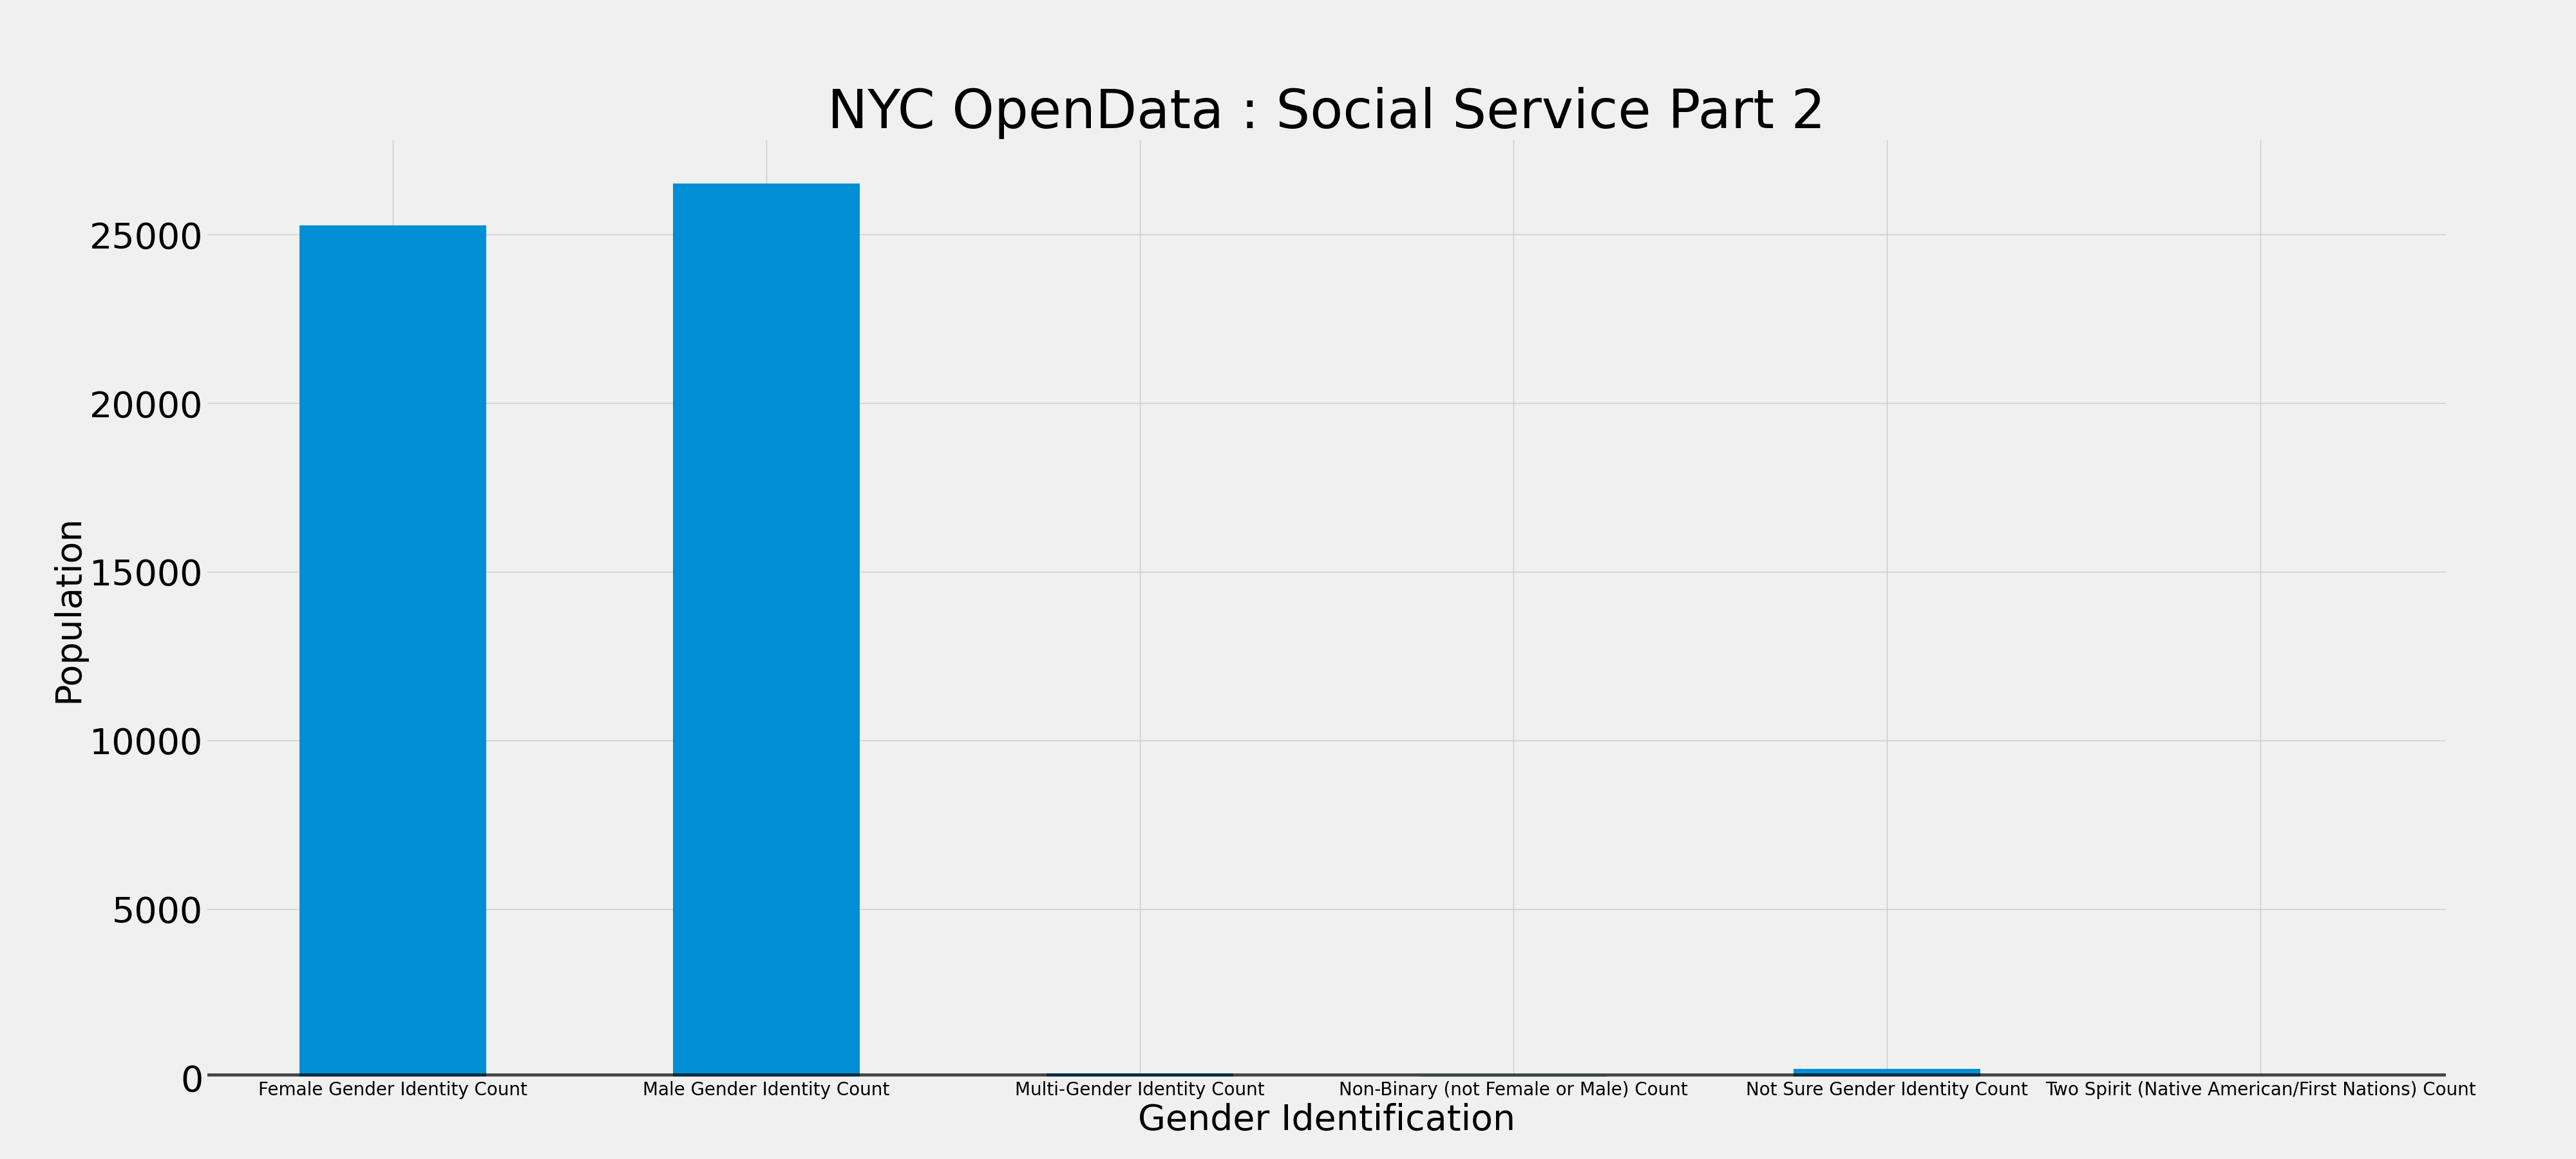 NYC OpenData : Social Service Part 2
Population
25000
20000
15000
10000
5000
0
Female Gender Identity Count
Male Gender Identity Count
Multi-Gender Identity Count
Non-Binary (not Female or Male) Count
Not Sure Gender Identity Count
Two Spirit (Native American/First Nations) Count
Gender Identification